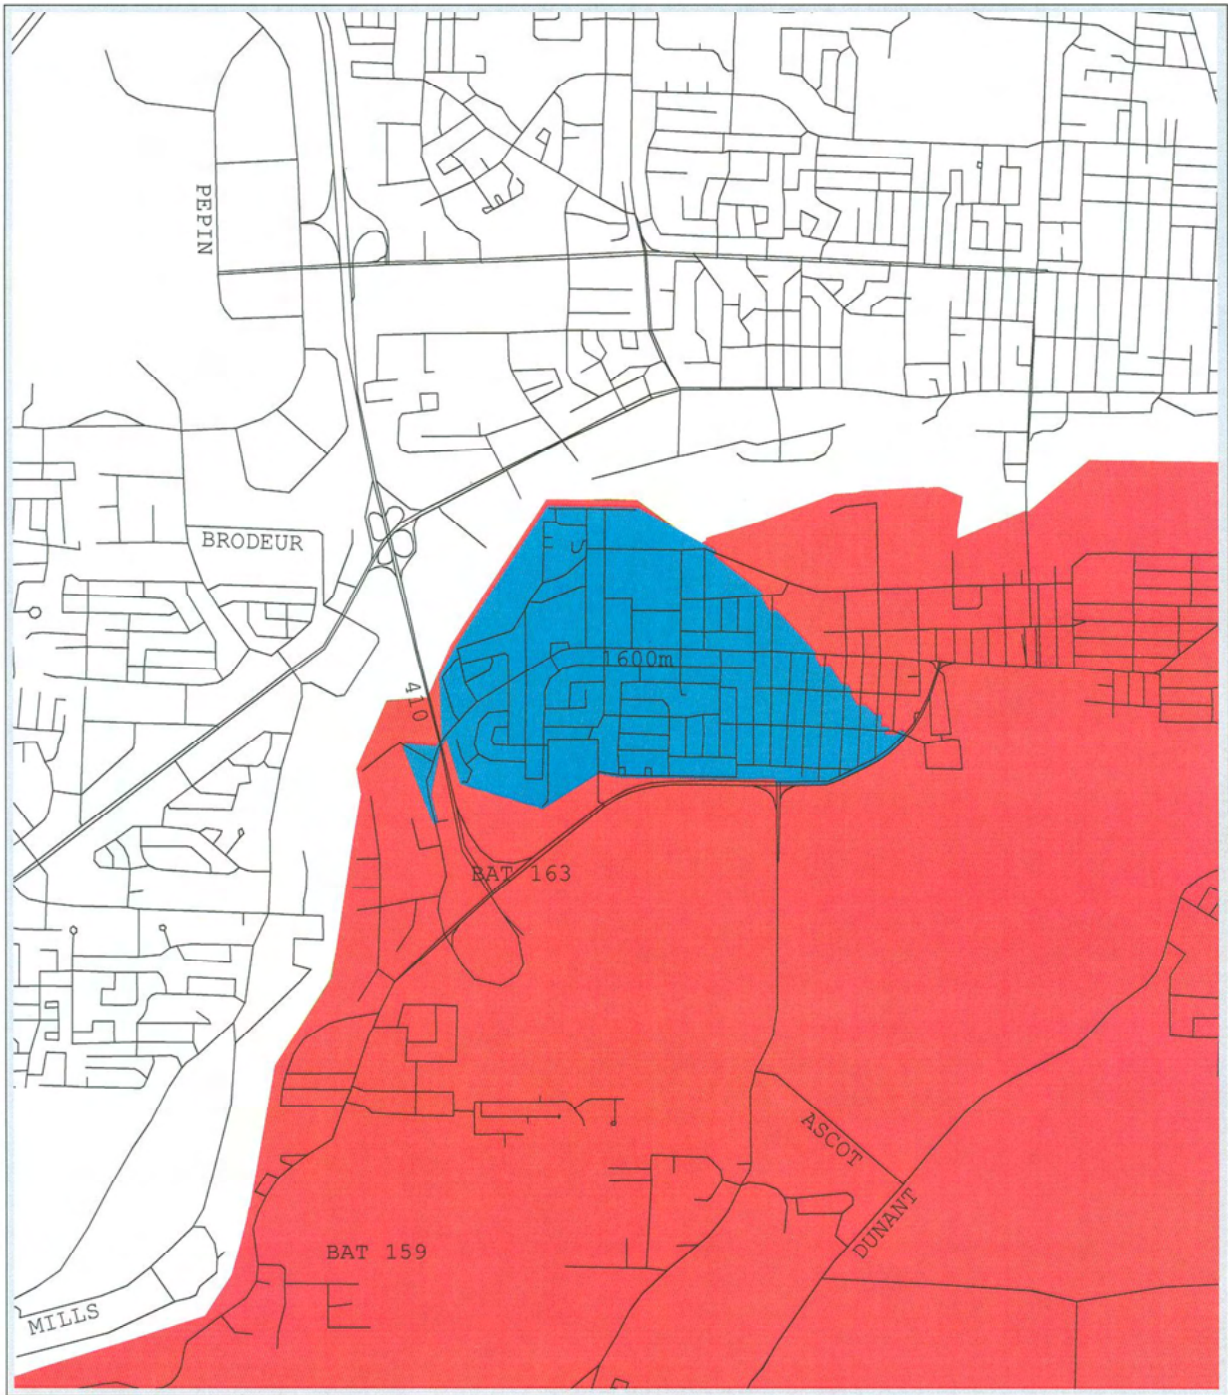 PEPIN
BRODEUR
1600m
410
BAT 163
ASCOT
DUNANT
BAT 159
MILLS